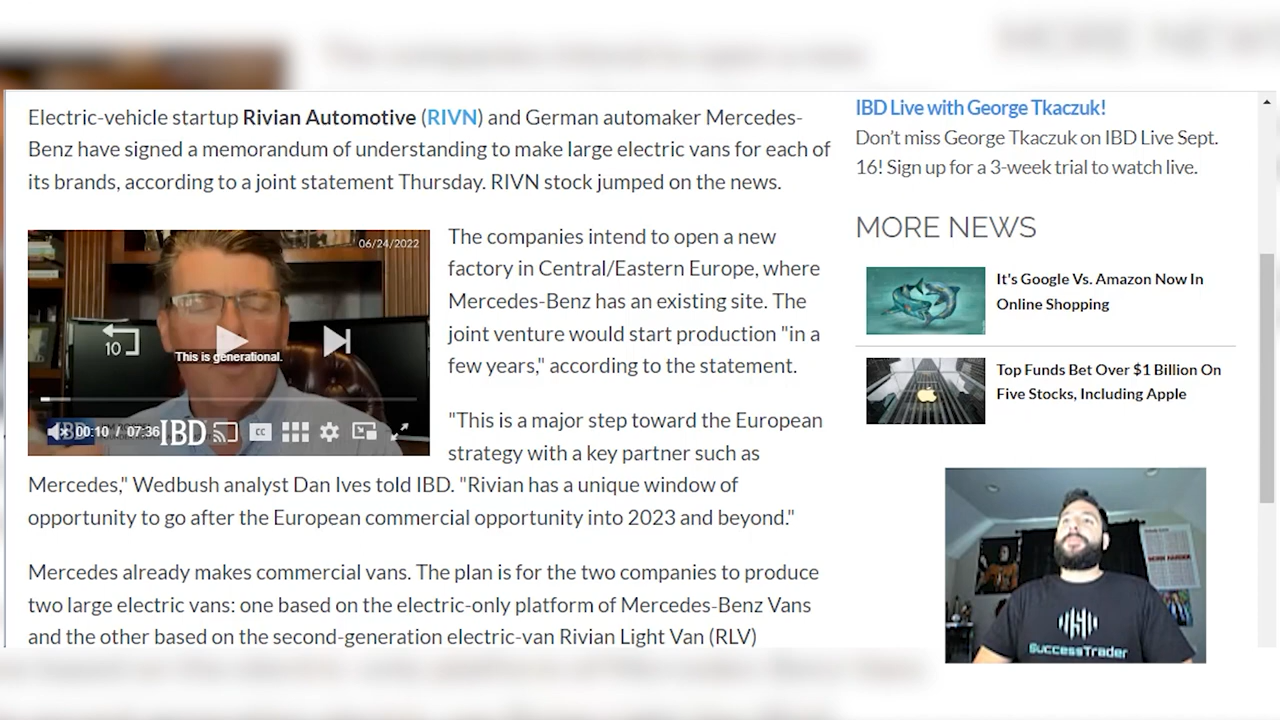 Electric-vehicle startup Rivian Automotive (RIVN) and German automaker Mercedes-
Benz have signed a memorandum of understanding to make large electric vans for each of
its brands, according to a joint statement Thursday. RIVN stock jumped on the news.
06/24/2022
10
This is generational.
00:10 / 07:36
IBD
CC
The companies intend to open a new
factory in Central/Eastern Europe, where
Mercedes-Benz has an existing site. The
joint venture would start production "in a
few years," according to the statement.
"This is a major step toward the European
strategy with a key partner such as
Mercedes," Wedbush analyst Dan Ives told IBD. "Rivian has a unique window of
opportunity to go after the European commercial opportunity into 2023 and beyond."
Mercedes already makes commercial vans. The plan is for the two companies to produce
two large electric vans: one based on the electric-only platform of Mercedes-Benz Vans
and the other based on the second-generation electric-van Rivian Light Van (RLV)
IBD Live with George Tkaczuk!
Don't miss George Tkaczuk on IBD Live Sept.
16! Sign up for a 3-week trial to watch live.
MORE NEWS
It's Google Vs. Amazon Now In
Online Shopping
Top Funds Bet Over $1 Billion On
Five Stocks, Including Apple
SuccessTrader